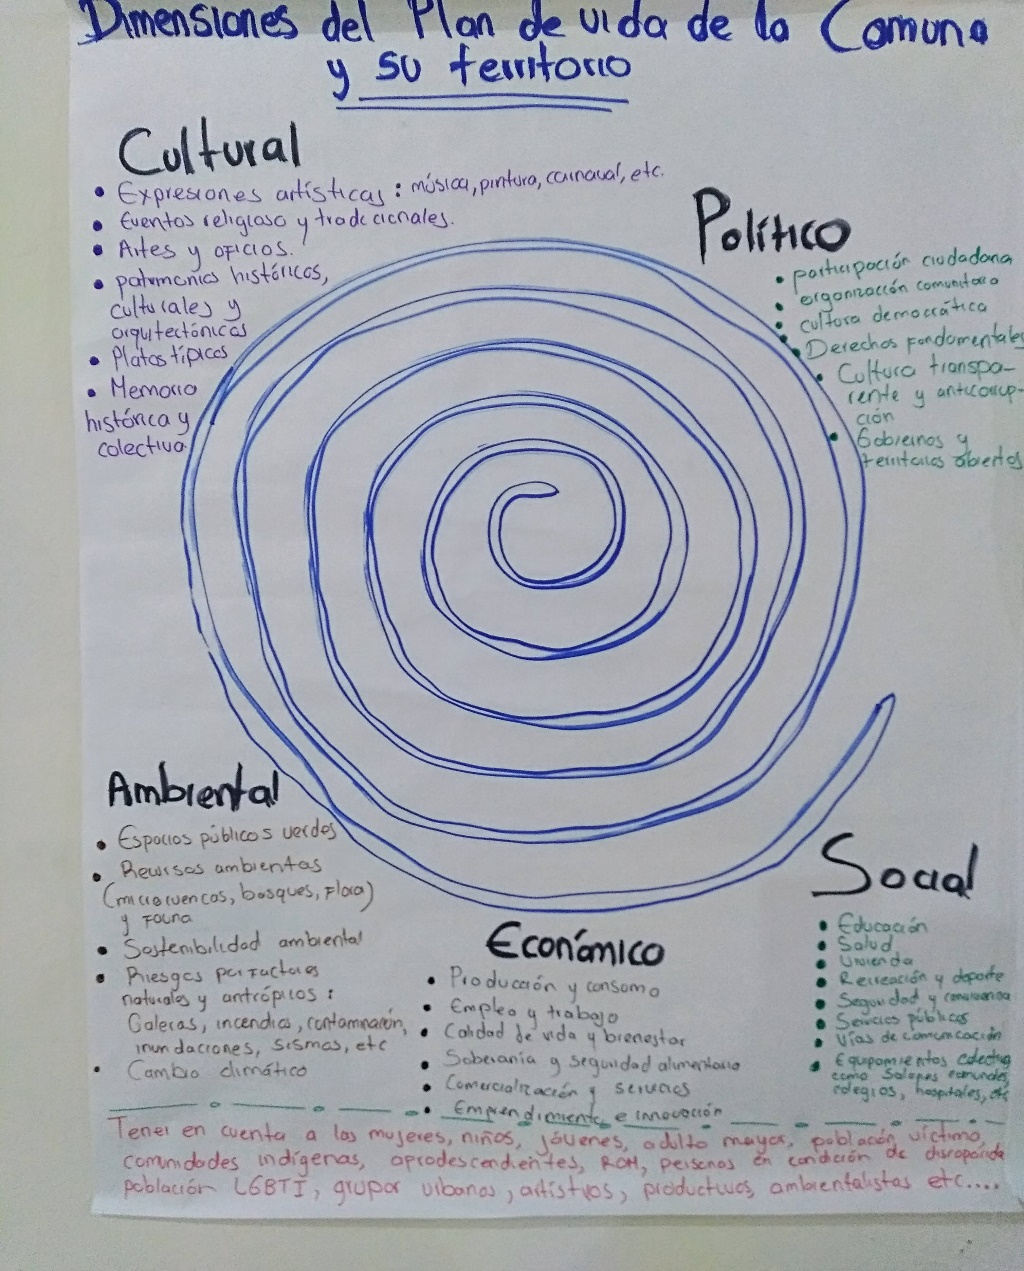 Dimensiones del Plan de vida de la Comuna
y su territorio
Cultural
• Expresiones artísticas: música, pintura, carnaval, etc.
• Eventos religioso y tradicionales.
• Artes y oficios.
• patrimonios históricos,
culturales y
arquitectónicos
• Platos típicos
• Memoria
histórica y
colectiva.
Político
• participación ciudadana
• organización comunitaria
• cultura democrática
• Derechos fundamentales
• Cultura transpa-
rente y anticorrup-
ción
• Gobiernos y
territorios abiertos
Ambiental
• Espacios públicos verdes
• Recursos ambientas
(microcuencas, bosques, Flora)
y Fauna
• Sostenibilidad ambiental
• Riesgos por factores
naturales y antrópicos:
Galeras, incendios, contaminación,
inundaciones, sismos, etc
• Cambio climático
Económico
• Producción y consumo
• Empleo y trabajo
• Calidad de vida y bienestar
• Soberanía y seguridad alimentaria
• Comercialización y servicios
• Emprendimiento e innovación
Social
• Educación
• Salud
• Vivienda
• Recreación y deporte
• Seguridad y convivencia
• Servicios públicos
• Vías de comunicación
• Equipamientos colectivos
como Salones comunales
colegios, hospitales, etc
Tener en cuenta a las mujeres, niños, jóvenes, adulto mayor, población víctima,
comunidades indígenas, afrodescendientes, ROM, personas en condición de discapacida
población LGBTI, grupos urbanos, artistvos, productivos, ambientalistas etc....